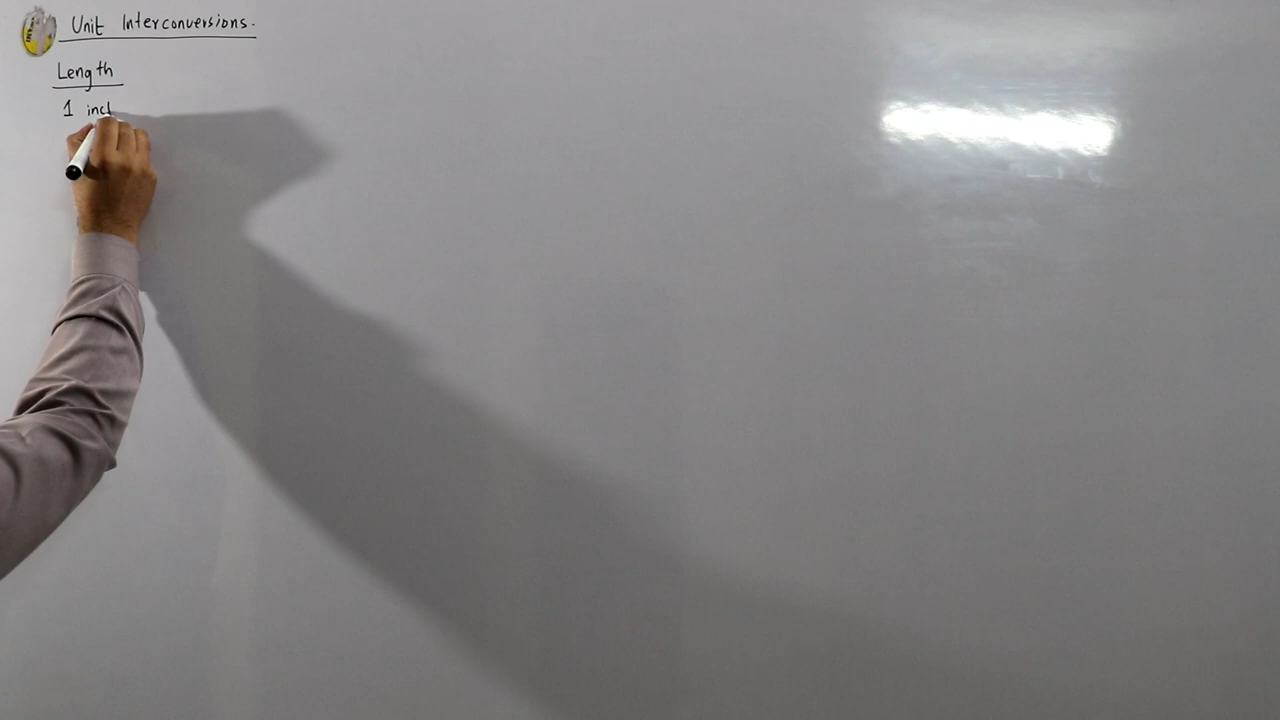 Unit Interconversions.
Length
1 inch